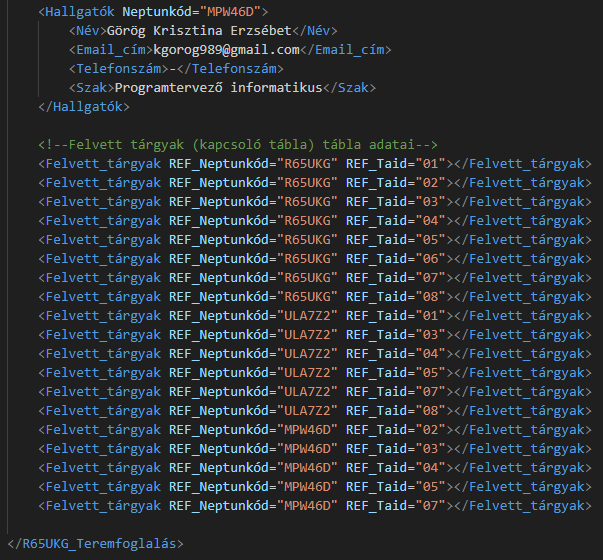 <Hallgatók Neptunkód="MPW46D">
<Név>Görög Krisztina Erzsébet</Név>
<Email_cím>kgorog989@gmail.com</Email_cím>
<Telefonszám>-</Telefonszám>
<Szak>Programtervező informatikus</Szak>
</Hallgatók>
<!--Felvett tárgyak (kapcsoló tábla) tábla adatai-->
<Felvett_tárgyak REF_Neptunkód="R65UKG" REF_Taid="01"></Felvett_tárgyak>
<Felvett_tárgyak REF_Neptunkód="R65UKG" REF_Taid="02"></Felvett_tárgyak>
<Felvett_tárgyak REF_Neptunkód="R65UKG" REF_Taid="03"></Felvett_tárgyak>
<Felvett_tárgyak REF_Neptunkód="R65UKG" REF_Taid="04"></Felvett_tárgyak>
<Felvett_tárgyak REF_Neptunkód="R65UKG" REF_Taid="05"></Felvett_tárgyak>
<Felvett_tárgyak REF_Neptunkód="R65UKG" REF_Taid="06"></Felvett_tárgyak>
<Felvett_tárgyak REF_Neptunkód="R65UKG" REF_Taid="07"></Felvett_tárgyak>
<Felvett_tárgyak REF_Neptunkód="R65UKG" REF_Taid="08"></Felvett_tárgyak>
<Felvett_tárgyak REF_Neptunkód="ULA7Z2" REF_Taid="01"></Felvett_tárgyak>
<Felvett_tárgyak REF_Neptunkód="ULA7Z2" REF_Taid="03"></Felvett_tárgyak>
<Felvett_tárgyak REF_Neptunkód="ULA7Z2" REF_Taid="04"></Felvett_tárgyak>
<Felvett_tárgyak REF_Neptunkód="ULA7Z2" REF_Taid="05"></Felvett_tárgyak>
<Felvett_tárgyak REF_Neptunkód="ULA7Z2" REF_Taid="07"></Felvett_tárgyak>
<Felvett_tárgyak REF_Neptunkód="ULA7Z2" REF_Taid="08"></Felvett_tárgyak>
<Felvett_tárgyak REF_Neptunkód="MPW46D" REF_Taid="02"></Felvett_tárgyak>
<Felvett_tárgyak REF_Neptunkód="MPW46D" REF_Taid="03"></Felvett_tárgyak>
<Felvett_tárgyak REF_Neptunkód="MPW46D" REF_Taid="04"></Felvett_tárgyak>
<Felvett_tárgyak REF_Neptunkód="MPW46D" REF_Taid="05"></Felvett_tárgyak>
<Felvett_tárgyak REF_Neptunkód="MPW46D" REF_Taid="07"></Felvett_tárgyak>
</R65UKG_Teremfoglalás>